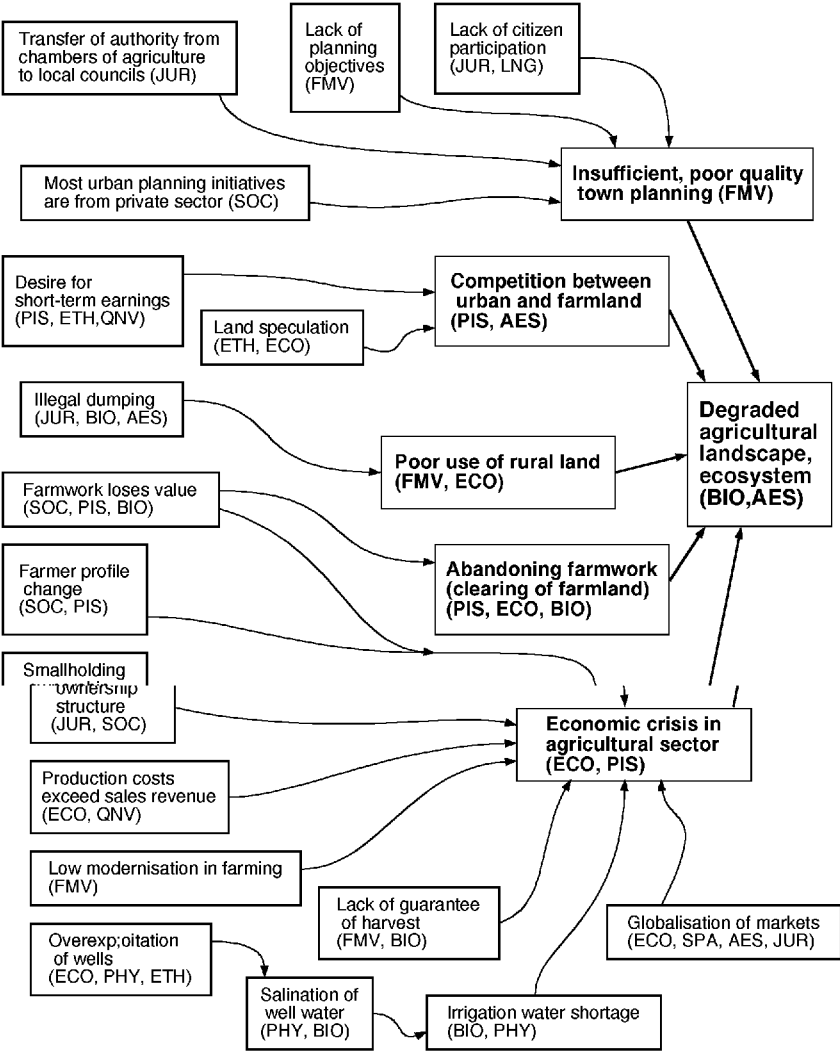 Transfer of authority from
chambers of agriculture
to local councils (JUR)
Lack of
planning
objectives
(FMV)
Lack of citizen
participation
(JUR, LNG)
Insufficient, poor quality
town planning (FMV)
Most urban planning initiatives
are from private sector (SOC)
Desire for
short-term earnings
(PIS, ETH,QNV)
Competition between
urban and farmland
(PIS, AES)
Land speculation
(ETH, ECO)
Illegal dumping
(JUR, BIO, AES)
Degraded
agricultural
landscape,
ecosystem
(BIO,AES)
Poor use of rural land
(FMV, ECO)
Farmwork loses value
(SOC, PIS, BIO)
Abandoning farmwork
(clearing of farmland)
(PIS, ECO, BIO)
Farmer profile
change
(SOC, PIS)
Smallholding
ownership
structure
(JUR, SOC)
Economic crisis in
agricultural sector
(ECO, PIS)
Production costs
exceed sales revenue
(ECO, QNV)
Low modernisation in farming
(FMV)
Lack of guarantee
of harvest
(FMV, BIO)
Globalisation of markets
(ECO, SPA, AES, JUR)
Overexp;oitation
of wells
(ECO, PHY, ETH)
Salination of
well water
(PHY, BIO)
Irrigation water shortage
(BIO, PHY)